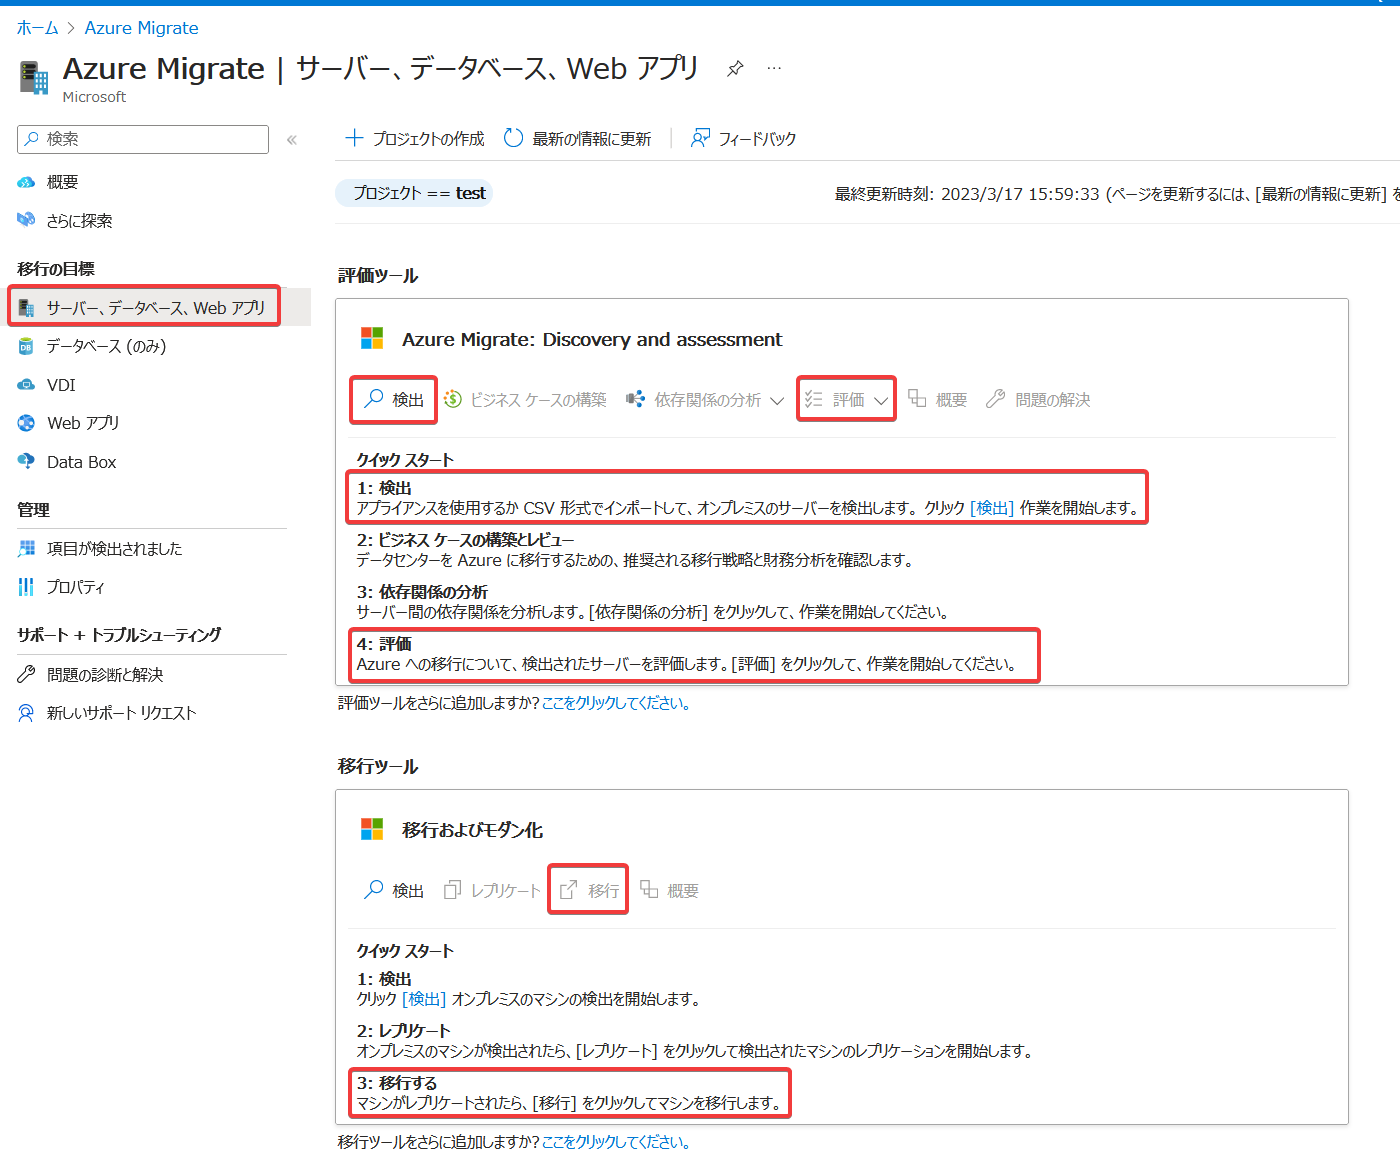 ホーム > Azure Migrate
Azure Migrate | サーバー、データベース、Web アプリ
Microsoft
検索
概要
さらに探索
移行の目標
サーバー、データベース、Web アプリ
データベース (のみ)
VDI
Web アプリ
Data Box
管理
項目が検出されました
プロパティ
サポート + トラブルシューティング
問題の診断と解決
新しいサポート リクエスト
プロジェクトの作成 最新の情報に更新 フィードバック
プロジェクト == test
最終更新時刻: 2023/3/17 15:59:33 (ページを更新するには、[最新の情報に更新] を
評価ツール
Azure Migrate: Discovery and assessment
検出 ビジネス ケースの構築 依存関係の分析 評価 概要 問題の解決
クイック スタート
1: 検出
アプライアンスを使用するか CSV 形式でインポートして、オンプレミスのサーバーを検出します。 クリック [検出] 作業を開始します。
2: ビジネス ケースの構築とレビュー
データセンターを Azure に移行するための、推奨される移行戦略と財務分析を確認します。
3: 依存関係の分析
サーバー間の依存関係を分析します。[依存関係の分析] をクリックして、作業を開始してください。
4: 評価
Azure への移行について、検出されたサーバーを評価します。[評価] をクリックして、作業を開始してください。
評価ツールをさらに追加しますか? ここをクリックしてください。
移行ツール
移行およびモダン化
検出 レプリケート 移行 概要
クイック スタート
1: 検出
クリック [検出] オンプレミスのマシンの検出を開始します。
2: レプリケート
オンプレミスのマシンが検出されたら、[レプリケート] をクリックして検出されたマシンのレプリケーションを開始します。
3: 移行する
マシンがレプリケートされたら、[移行] をクリックしてマシンを移行します。
移行ツールをさらに追加しますか? ここをクリックしてください。